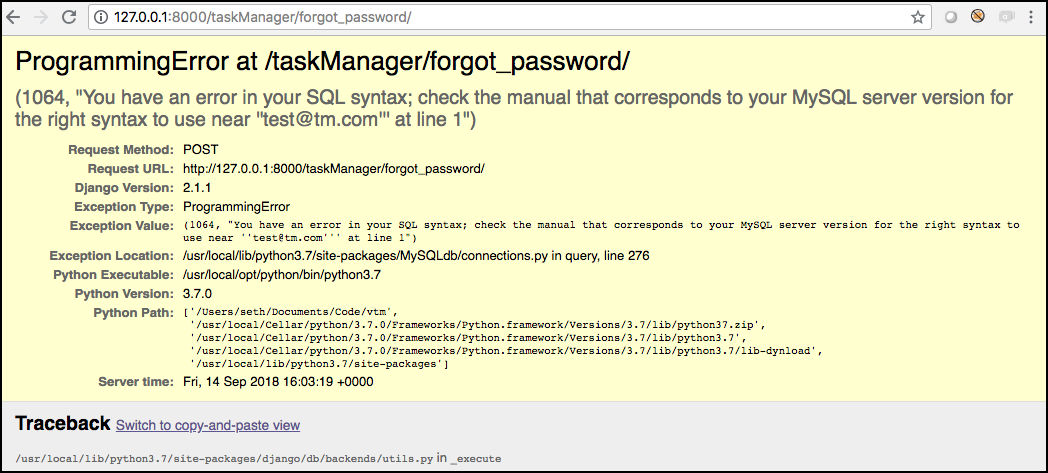 127.0.0.1:8000/taskManager/forgot_password/
ProgrammingError at /taskManager/forgot_password/
(1064, "You have an error in your SQL syntax; check the manual that corresponds to your MySQL server version for
the right syntax to use near "test@tm.com"' at line 1")
Request Method: POST
Request URL: http://127.0.0.1:8000/taskManager/forgot_password/
Django Version: 2.1.1
Exception Type: ProgrammingError
Exception Value: (1064, "You have an error in your SQL syntax; check the manual that corresponds to your MySQL server version for the right syntax to
use near ''test@tm.com''' at line 1")
Exception Location: /usr/local/lib/python3.7/site-packages/MySQLdb/connections.py in query, line 276
Python Executable: /usr/local/opt/python/bin/python3.7
Python Version: 3.7.0
Python Path: ['/Users/seth/Documents/Code/vtm',
'/usr/local/Cellar/python/3.7.0/Frameworks/Python.framework/Versions/3.7/lib/python37.zip',
'/usr/local/Cellar/python/3.7.0/Frameworks/Python.framework/Versions/3.7/lib/python3.7',
'/usr/local/Cellar/python/3.7.0/Frameworks/Python.framework/Versions/3.7/lib/python3.7/lib-dynload',
'/usr/local/lib/python3.7/site-packages']
Server time: Fri, 14 Sep 2018 16:03:19 +0000
Traceback Switch to copy-and-paste view
/usr/local/lib/python3.7/site-packages/django/db/backends/utils.py in _execute